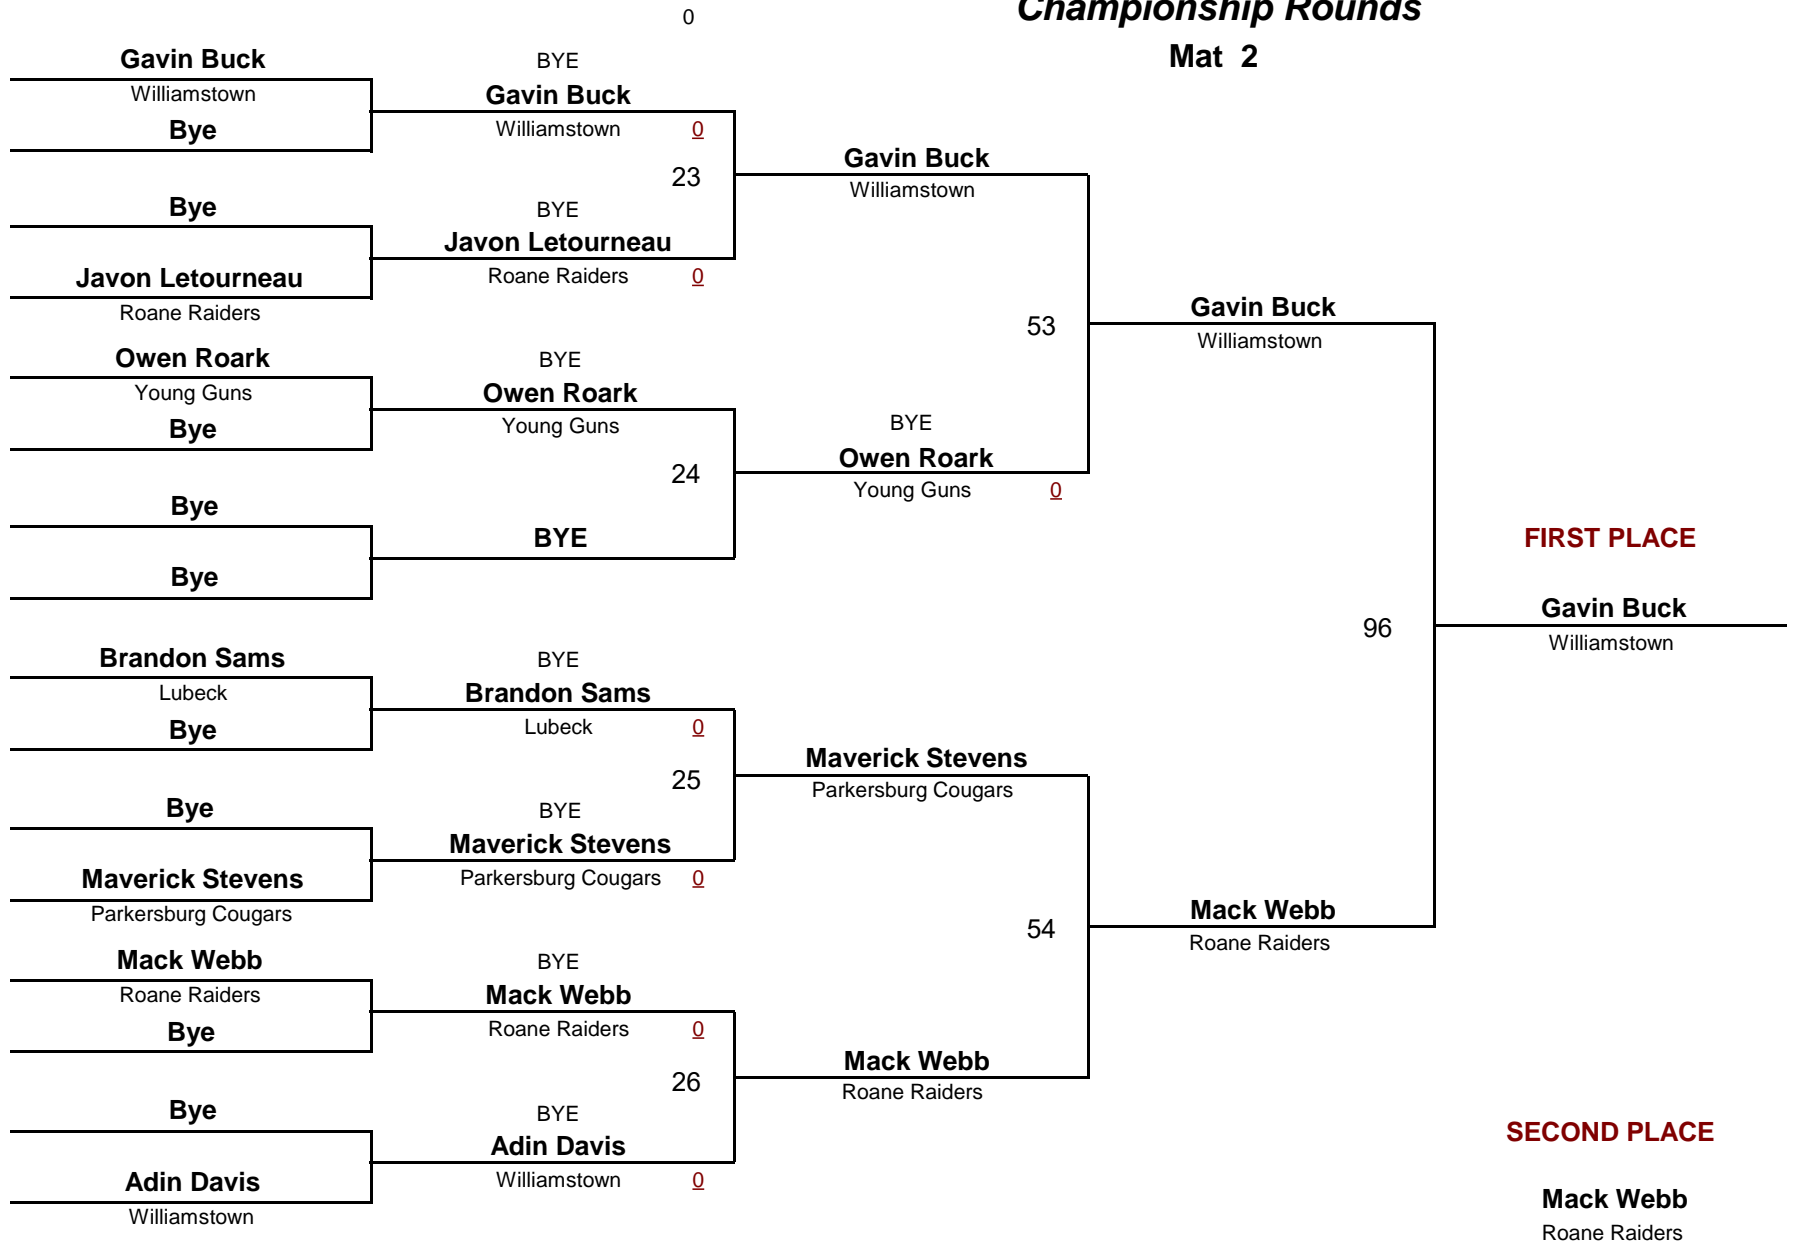 Championship Rounds
Mat 2
0
Gavin Buck
Williamstown
Bye
Bye
Javon Letourneau
Roane Raiders
Owen Roark
Young Guns
Bye
Bye
Bye
Brandon Sams
Lubeck
Bye
Bye
Maverick Stevens
Parkersburg Cougars
Mack Webb
Roane Raiders
Bye
Bye
Adin Davis
Williamstown
BYE
Gavin Buck
Williamstown 0
23
BYE
Javon Letourneau
Roane Raiders 0
BYE
Owen Roark
Young Guns
24
BYE
BYE
Brandon Sams
Lubeck 0
25
BYE
Maverick Stevens
Parkersburg Cougars 0
BYE
Mack Webb
Roane Raiders 0
26
BYE
Adin Davis
Williamstown 0
Gavin Buck
Williamstown
53
BYE
Owen Roark
Young Guns 0
Maverick Stevens
Parkersburg Cougars
54
Mack Webb
Roane Raiders
Gavin Buck
Williamstown
96
Mack Webb
Roane Raiders
FIRST PLACE
Gavin Buck
Williamstown
SECOND PLACE
Mack Webb
Roane Raiders